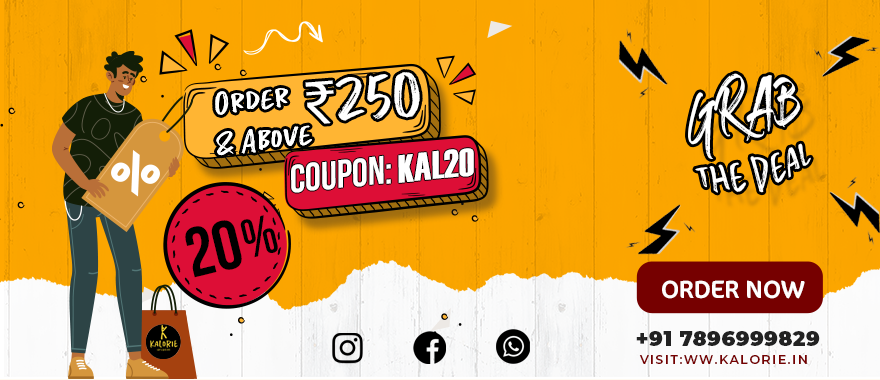 ORDER ₹250
& ABOVE
COUPON: KAL20
20%
%
GRAB
THE DEAL
ORDER NOW
+91 7896999829
VISIT:WW.KALORIE.IN
K
KALORIE